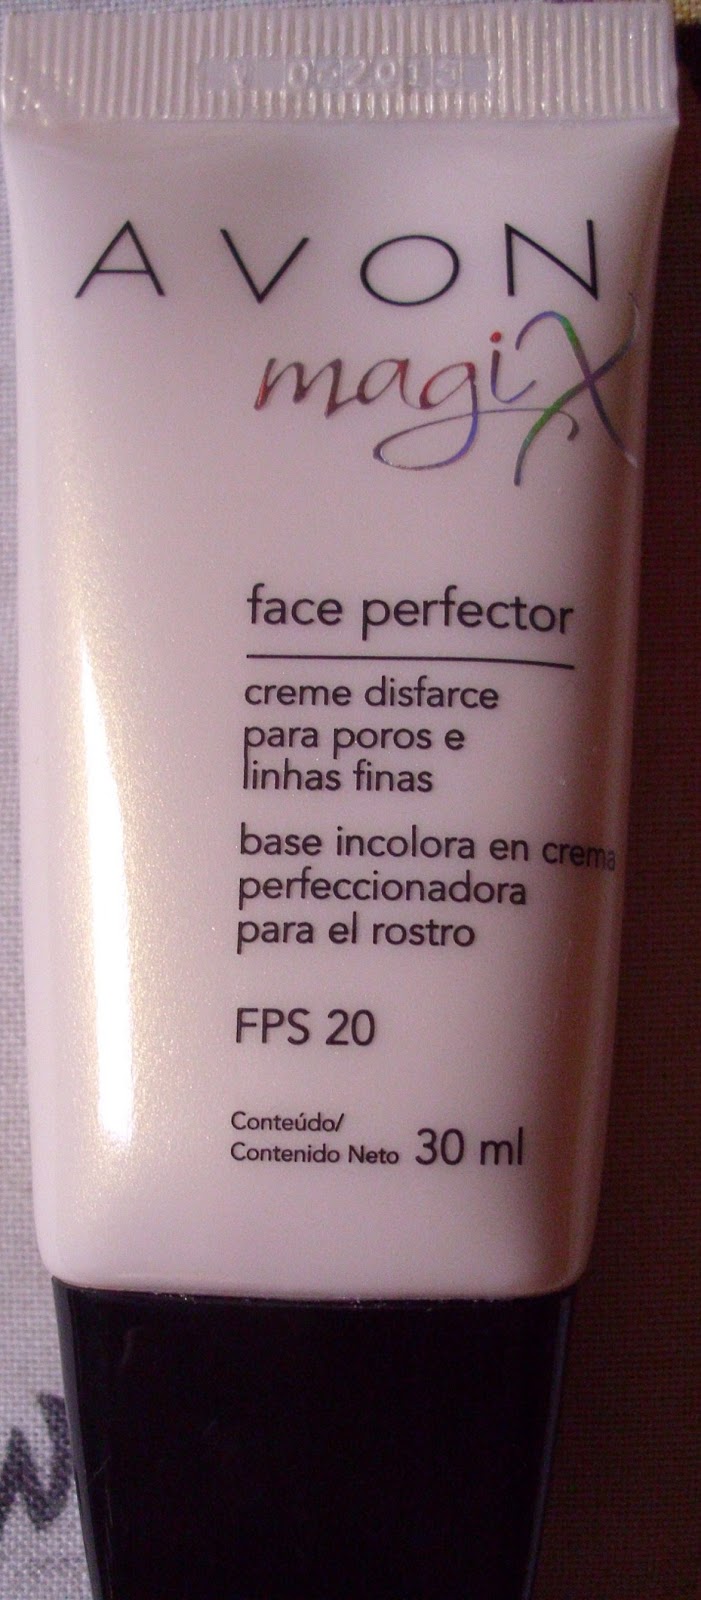 V 022013
AVON
magiX
face perfector
creme disfarce
para poros e
linhas finas
base incolora en crema
perfeccionadora
para el rostro
FPS 20
Conteúdo/
Contenido Neto 30 ml